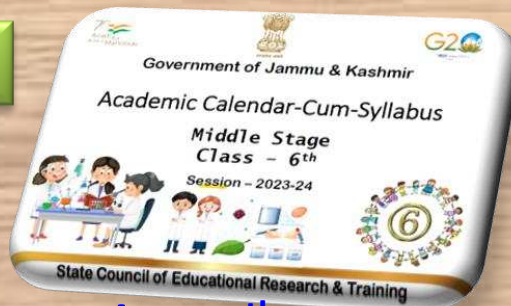 G20
Government of Jammu & Kashmir
Academic Calendar-Cum-Syllabus
Middle Stage
Class – 6th
Session – 2023-24
6
State Council of Educational Research & Training